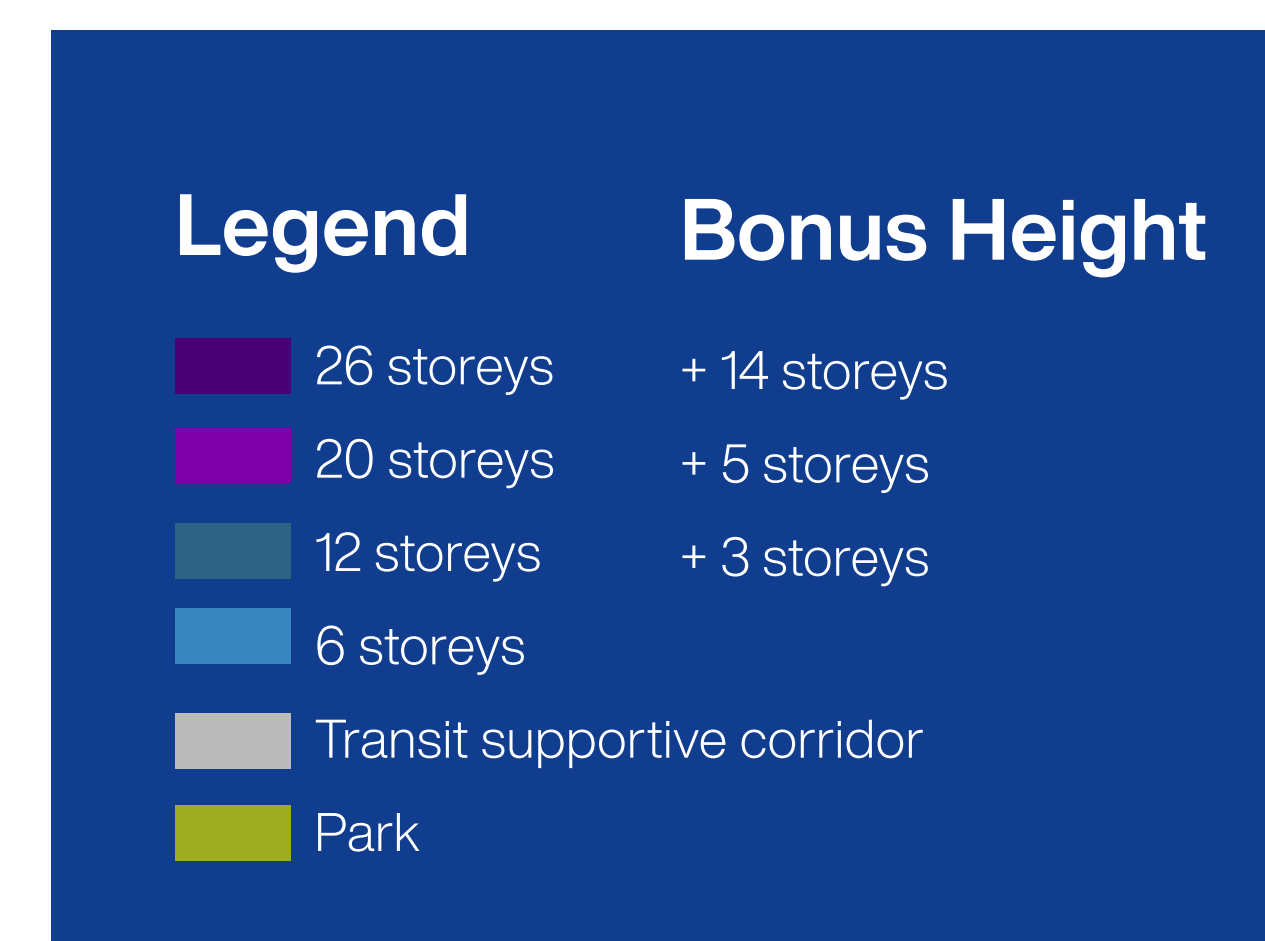 Legend
Bonus Height
26 storeys
+ 14 storeys
20 storeys
+ 5 storeys
12 storeys
+ 3 storeys
6 storeys
Transit supportive corridor
Park